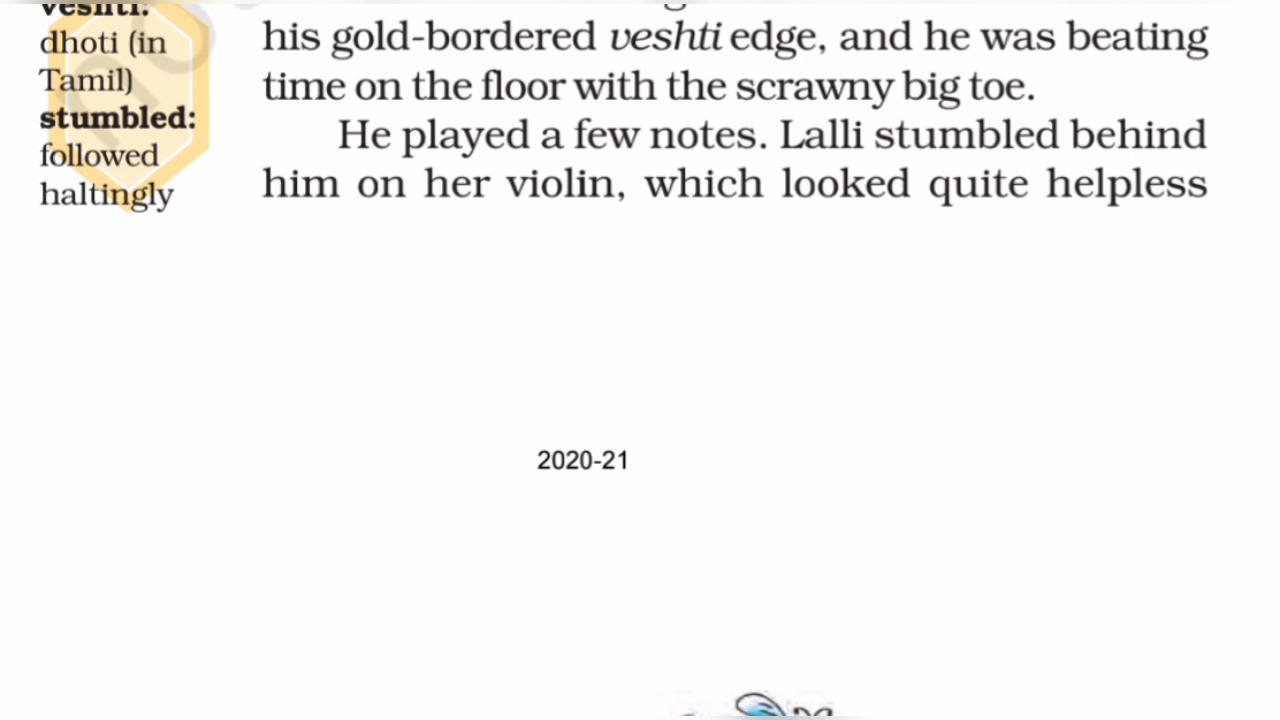 veshti:
dhoti (in
Tamil)
stumbled:
followed
haltingly
his gold-bordered veshti edge, and he was beating
time on the floor with the scrawny big toe.
He played a few notes. Lalli stumbled behind
him on her violin, which looked quite helpless
2020-21